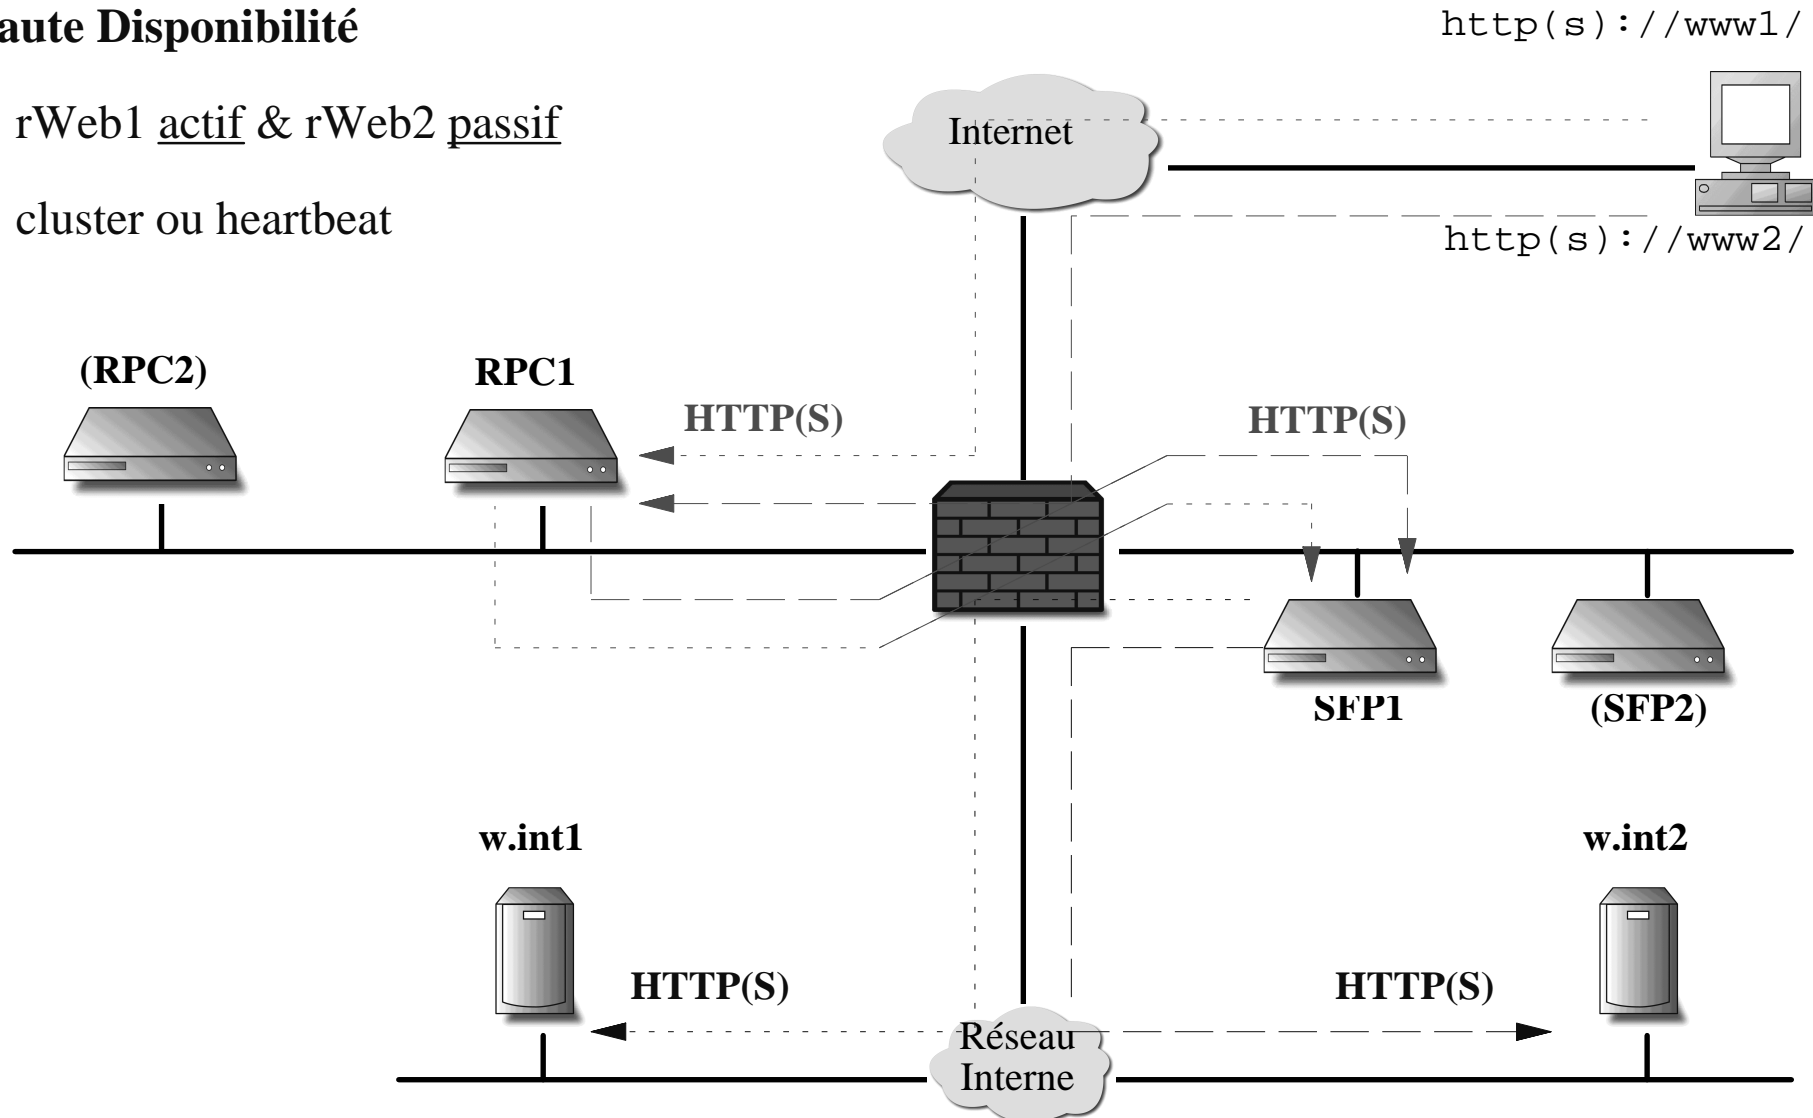 aute Disponibilité
http(s)://www1/
rWeb1 actif & rWeb2 passif
Internet
cluster ou heartbeat
http(s)://www2/
(RPC2)
RPC1
HTTP(S)
HTTP(S)
SFP1
(SFP2)
w.int1
w.int2
HTTP(S)
HTTP(S)
Réseau
Interne